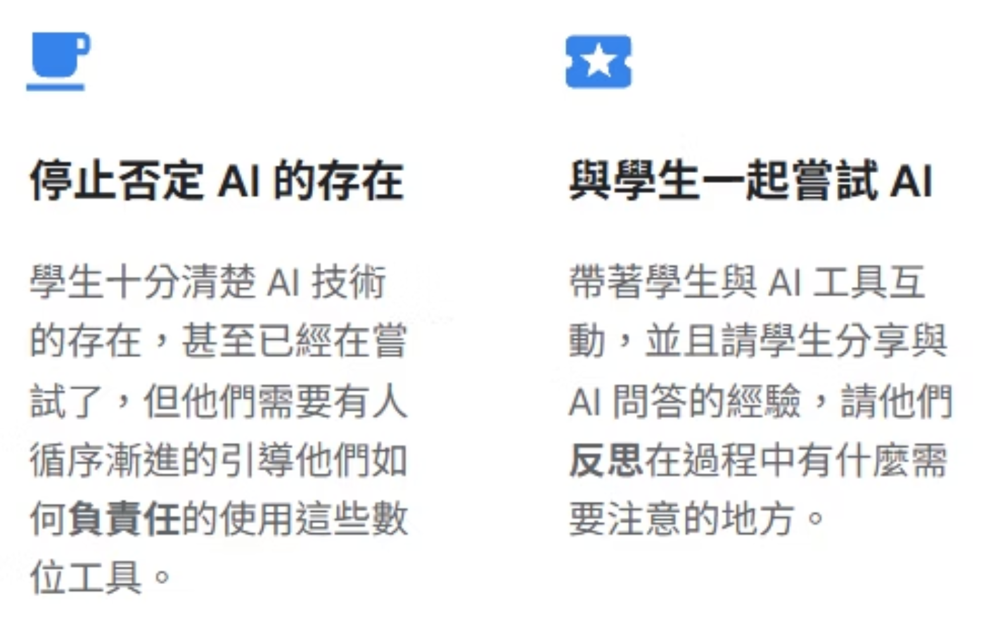 停止否定 AI 的存在
學生十分清楚 AI 技術
的存在，甚至已經在嘗
試了，但他們需要有人
循序漸進的引導他們如
何負責任的使用這些數
位工具。
與學生一起嘗試 AI
帶著學生與 AI 工具互
動，並且請學生分享與
AI 問答的經驗，請他們
反思在過程中有什麼需
要注意的地方。